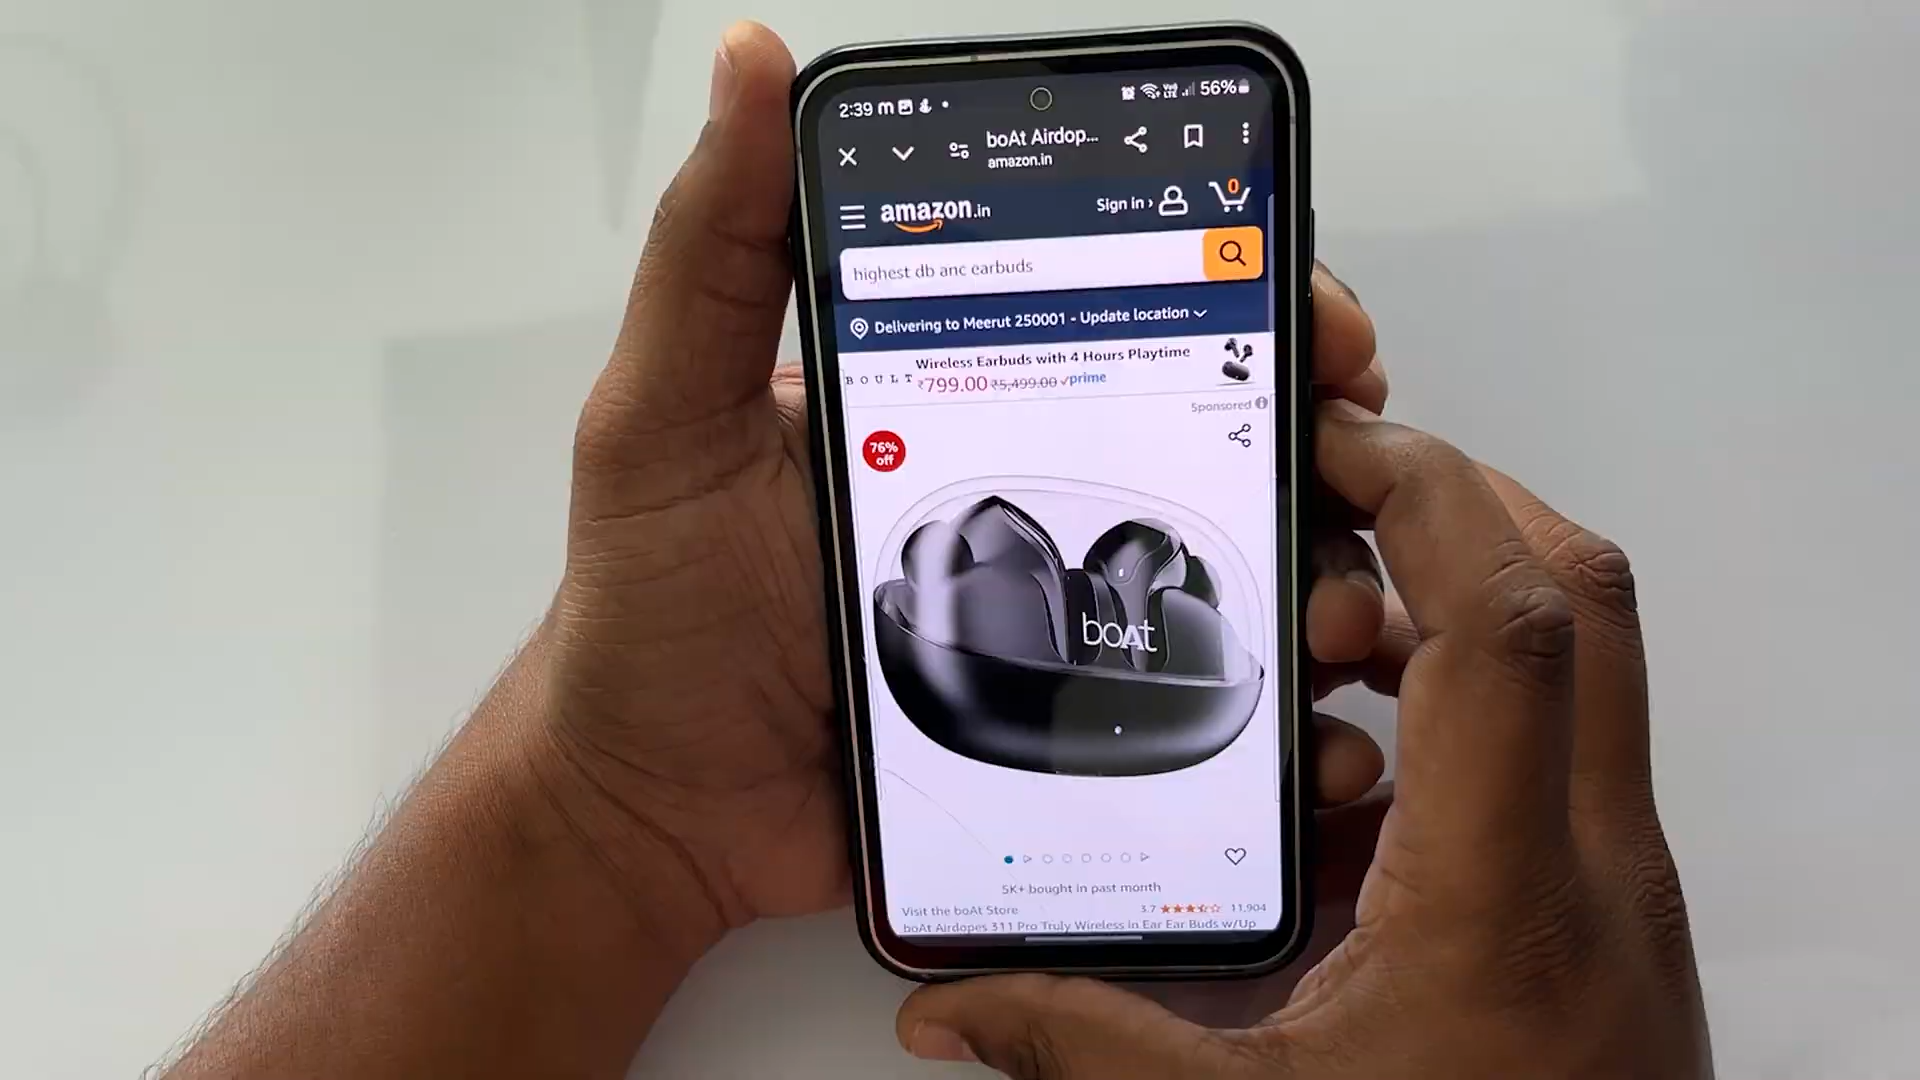 2:39 m 56%
boAt Airdop...
amazon.in
amazon.in Sign in › 0
highest db anc earbuds
Delivering to Meerut 250001 - Update location
BOULT Wireless Earbuds with 4 Hours Playtime
₹799.00 ₹5,499.00 prime
Sponsored
76%
off
boAt
5K+ bought in past month
Visit the boAt Store 3.7 11,904
boAt Airdopes 311 Pro Truly Wireless in Ear Ear Buds w/Up